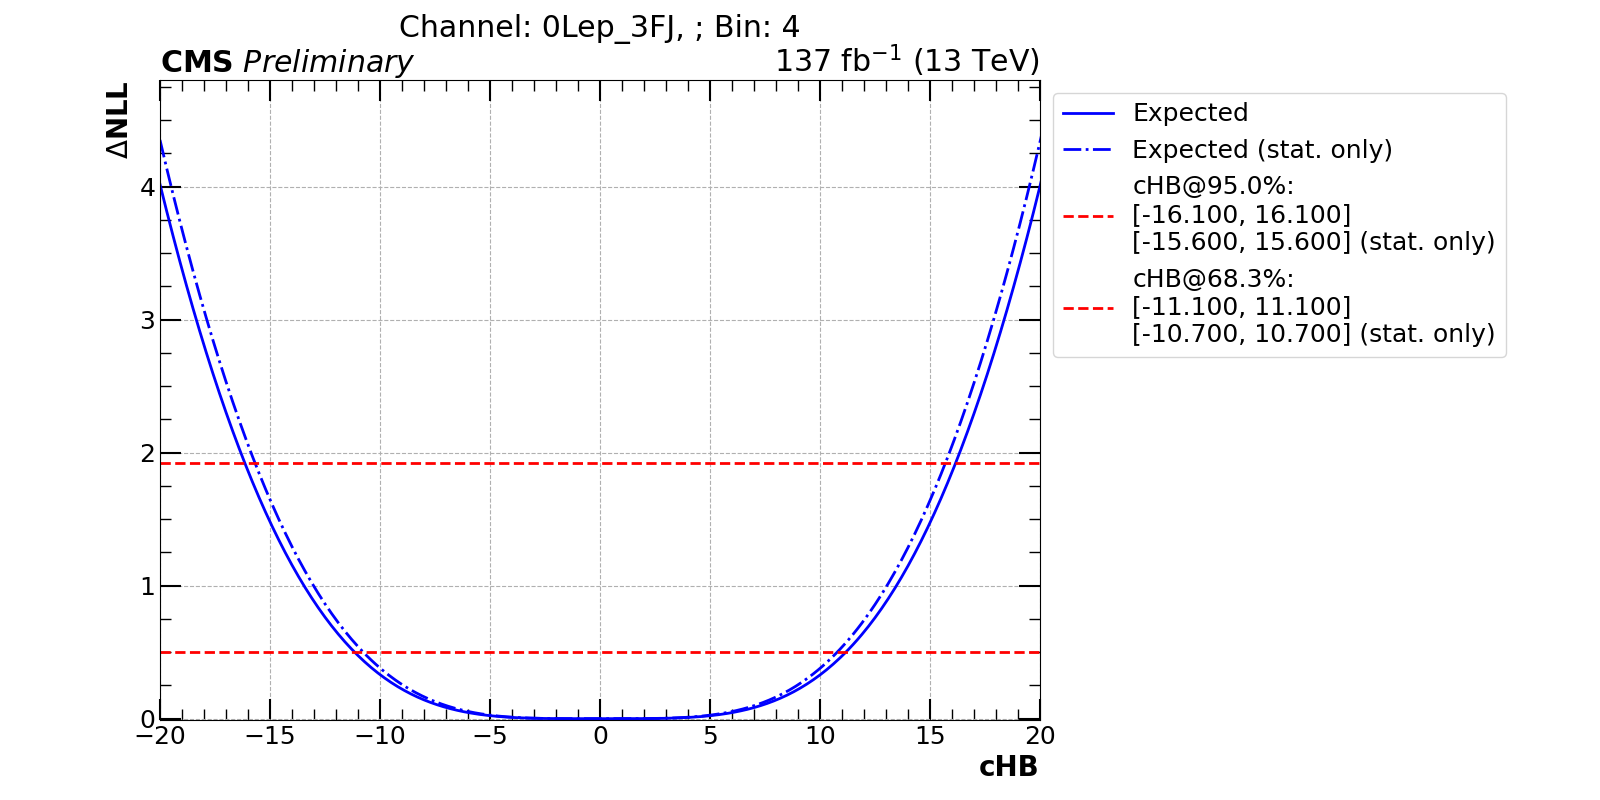 Channel: 0Lep_3FJ, ; Bin: 4
CMS Preliminary
137 fb⁻¹ (13 TeV)
ΔNLL
4
3
2
1
0
−20 −15 −10 −5 0 5 10 15 20
cHB
Expected
Expected (stat. only)
cHB@95.0%:
[-16.100, 16.100]
[-15.600, 15.600] (stat. only)
cHB@68.3%:
[-11.100, 11.100]
[-10.700, 10.700] (stat. only)